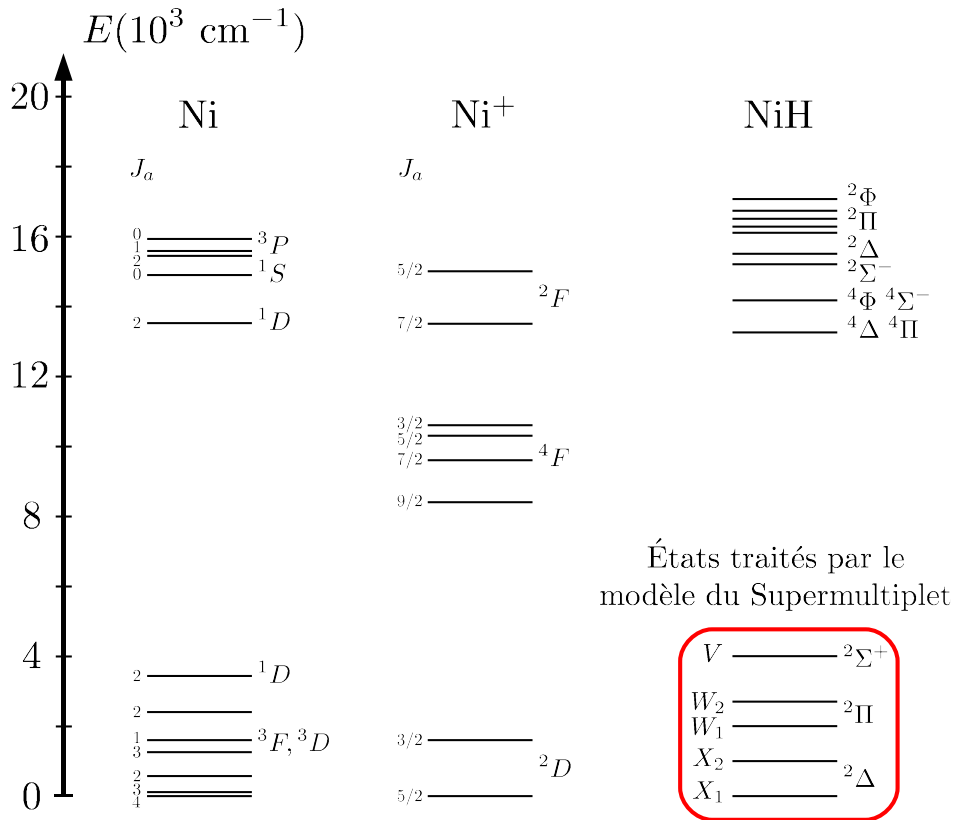 E(10³ cm⁻¹)
20
16
12
8
4
0
Ni
Jₐ
0
³P
1
2
0
¹S
2
¹D
2
¹D
2
1
³F, ³D
3
2
3
4
Ni⁺
Jₐ
5/2
²F
7/2
3/2
5/2
⁴F
7/2
9/2
3/2
²D
5/2
NiH
²Φ
²Π
²Δ
²Σ⁻
⁴Φ ⁴Σ⁻
⁴Δ ⁴Π
États traités par le
modèle du Supermultiplet
V
²Σ⁺
W₂
²Π
W₁
X₂
²Δ
X₁